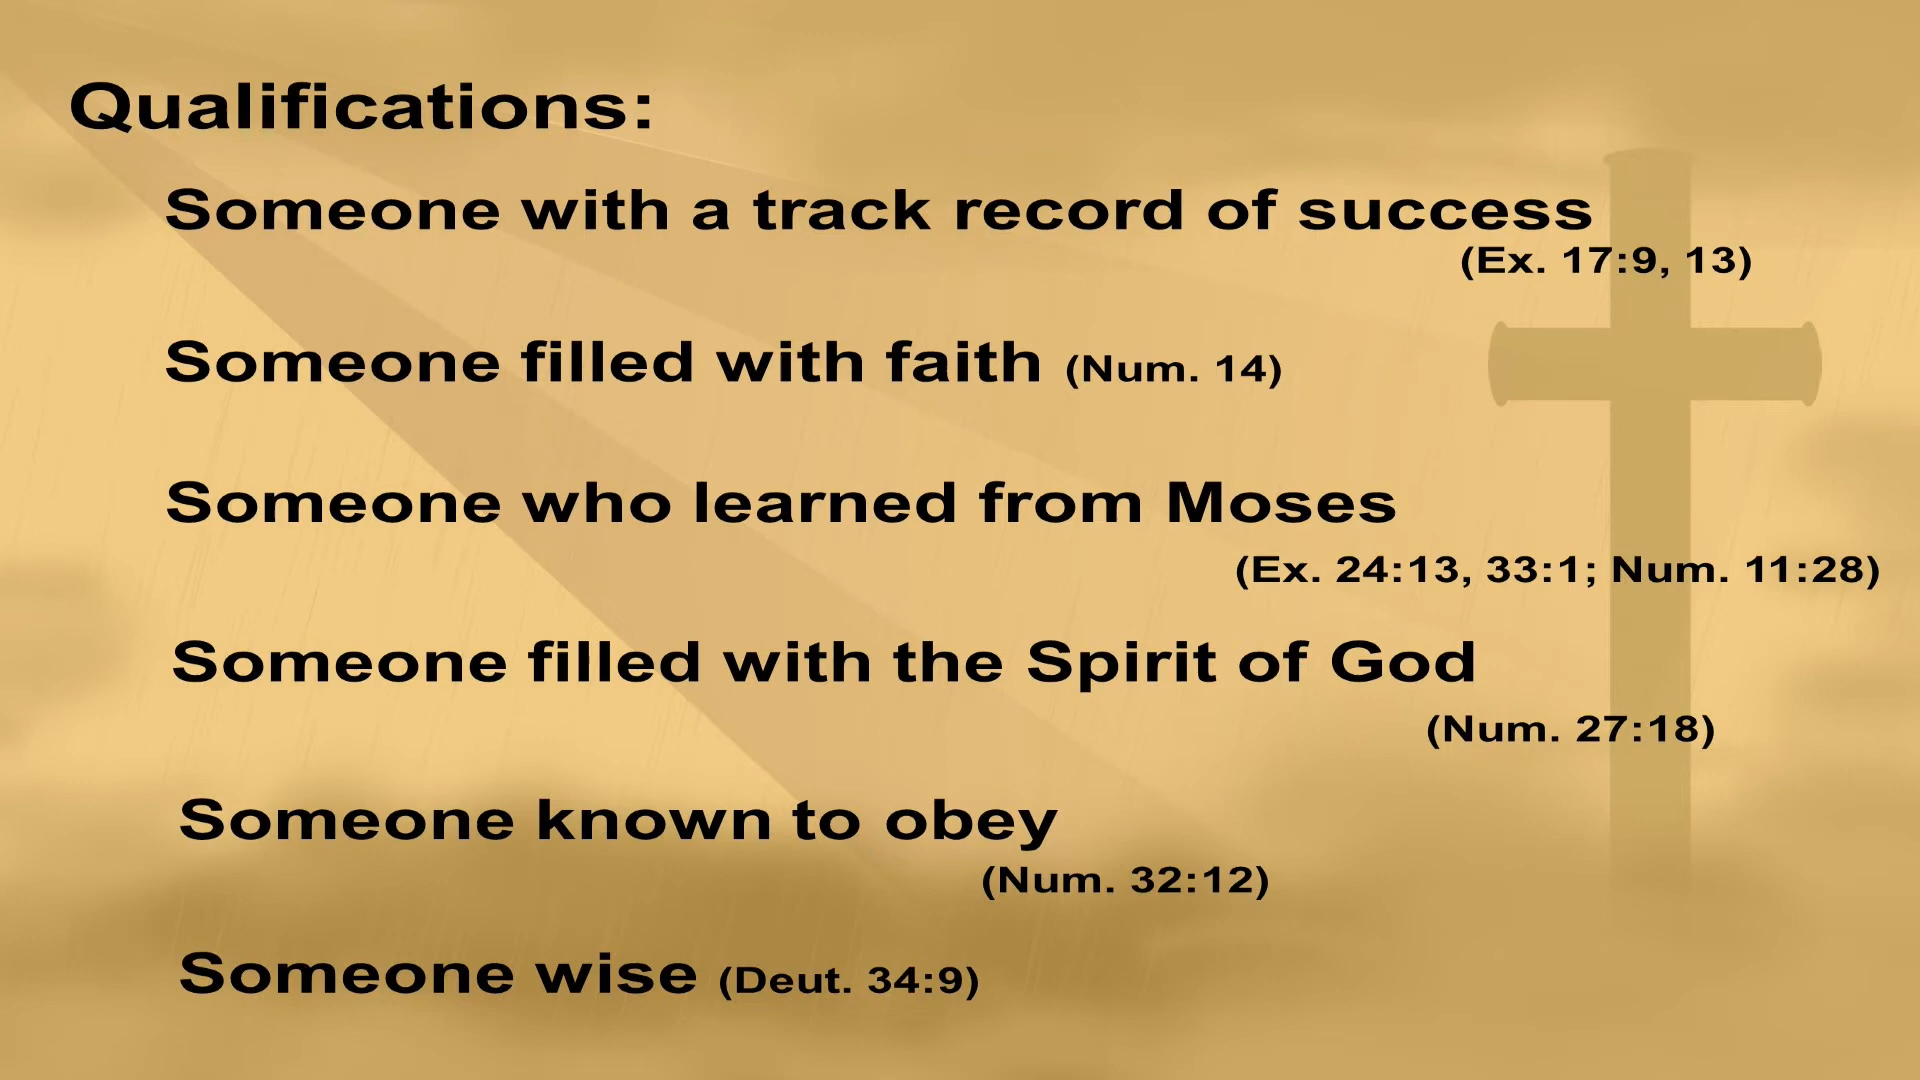 Qualifications:
Someone with a track record of success
(Ex. 17:9, 13)
Someone filled with faith (Num. 14)
Someone who learned from Moses
(Ex. 24:13, 33:1; Num. 11:28)
Someone filled with the Spirit of God
(Num. 27:18)
Someone known to obey
(Num. 32:12)
Someone wise (Deut. 34:9)